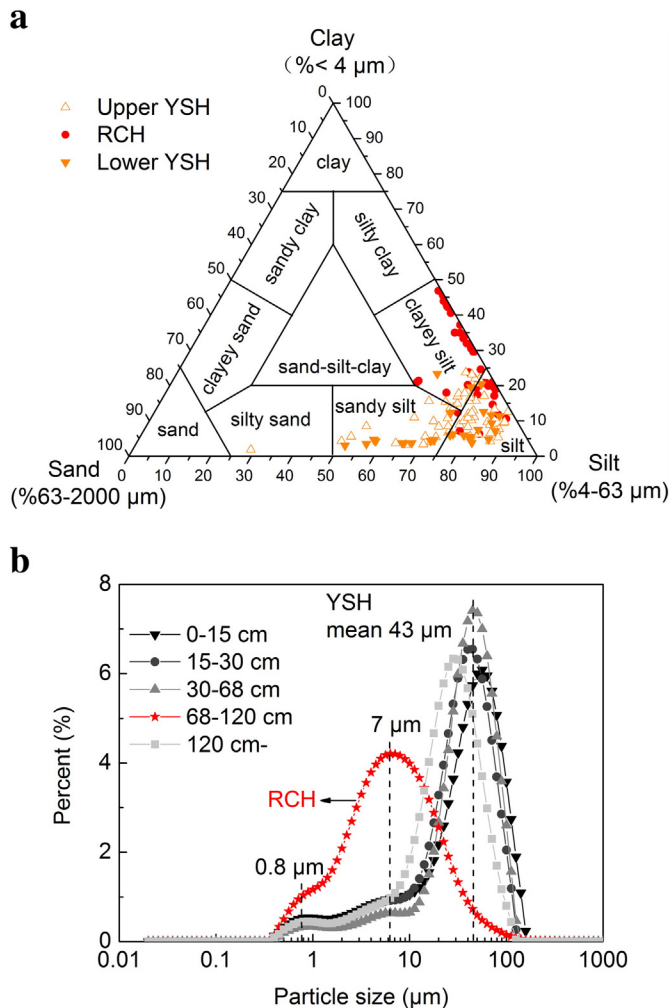 a
Clay
(%< 4 µm)
Upper YSH
RCH
Lower YSH
0
10
20
30
40
50
60
70
80
90
100
100
90
80
70
60
50
40
30
20
10
0
clay
sandy clay
silty clay
clayey sand
clayey silt
sand-silt-clay
sand
silty sand
sandy silt
silt
0
10
20
30
40
50
60
70
80
90
100
Sand
(%63-2000 µm)
Silt
(%4-63 µm)
b
8
6
4
2
0
Percent (%)
0-15 cm
15-30 cm
30-68 cm
68-120 cm
120 cm-
YSH
mean 43 µm
7 µm
RCH
0.8 µm
0.01
0.1
1
10
100
1000
Particle size (µm)